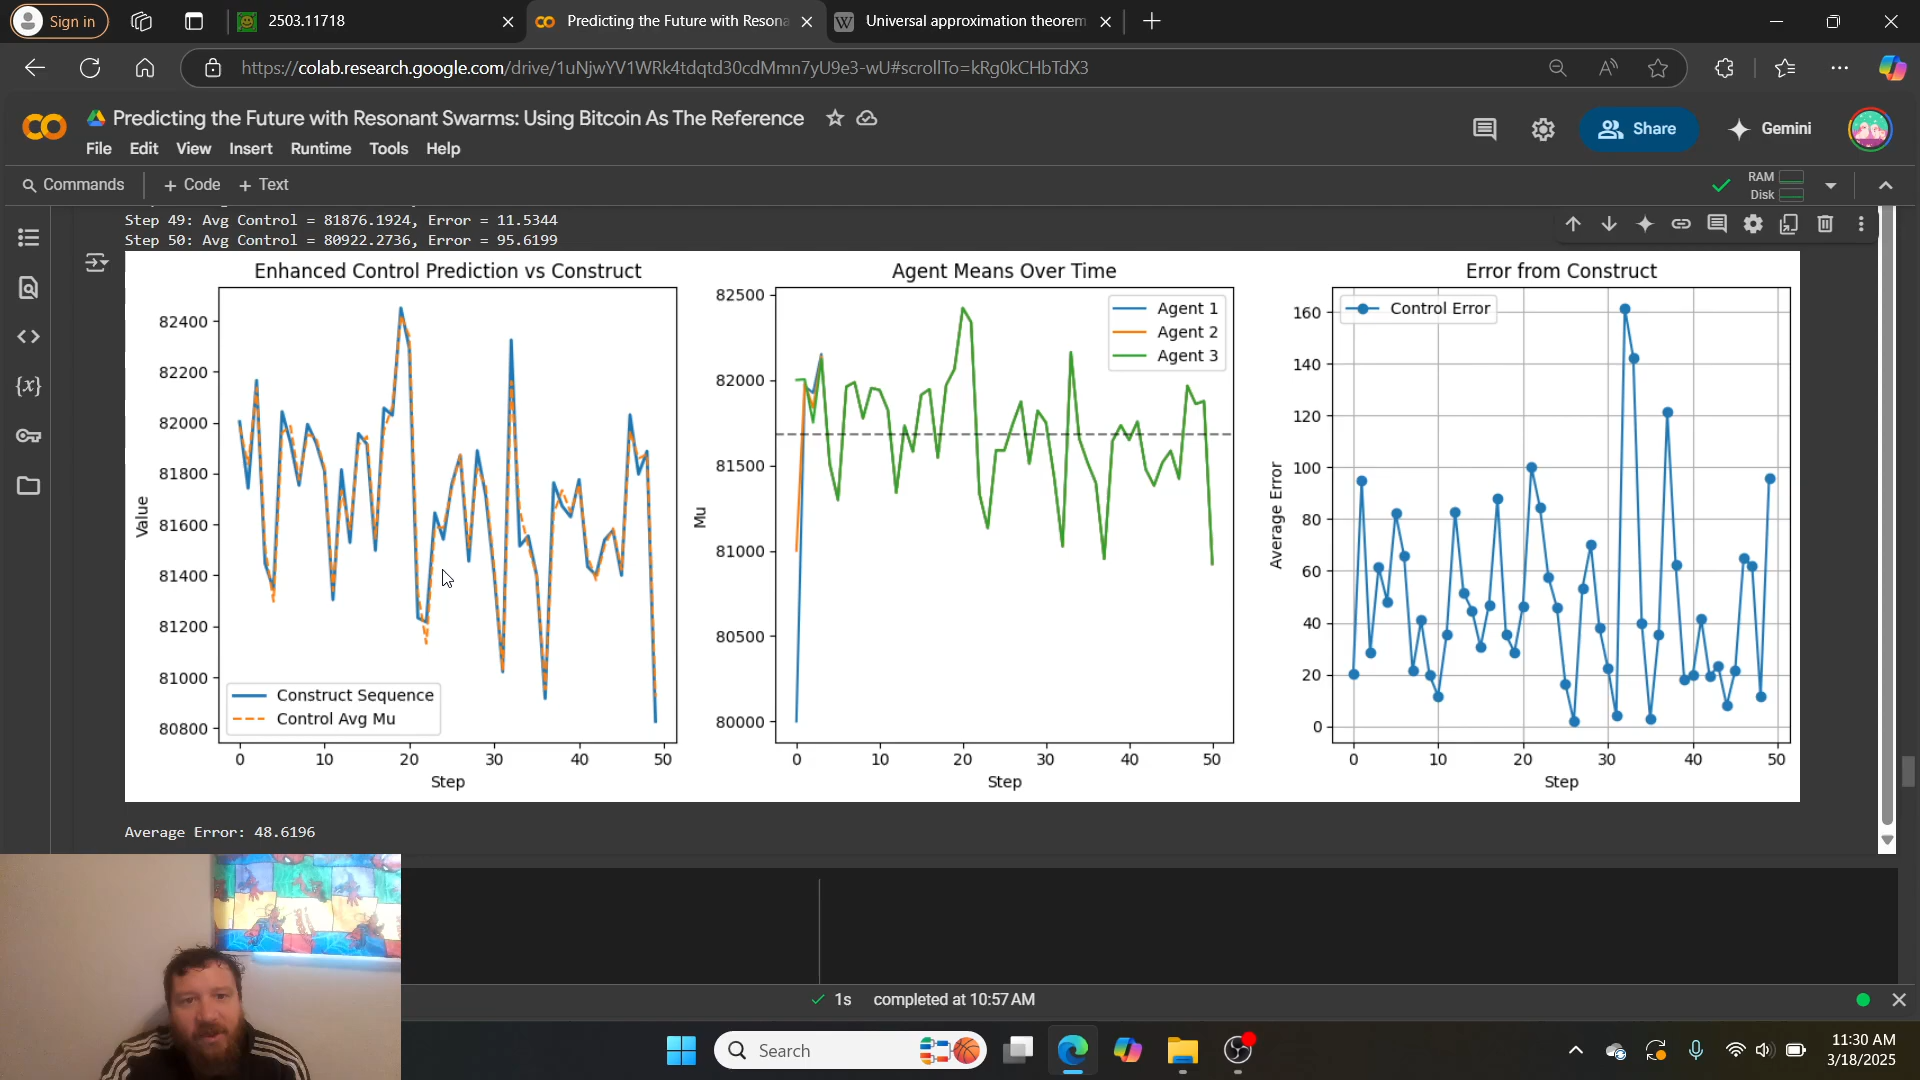 Sign in
2503.11718
Predicting the Future with Resona
Universal approximation theorem
https://colab.research.google.com/drive/1uNjwYV1WRk4tdqtd30cdMmn7yU9e3-wU#scrollTo=kRg0kCHbTdX3
Predicting the Future with Resonant Swarms: Using Bitcoin As The Reference
Share
Gemini
File Edit View Insert Runtime Tools Help
Commands
+ Code + Text
RAM
Disk
Step 49: Avg Control = 81876.1924, Error = 11.5344
Step 50: Avg Control = 80922.2736, Error = 95.6199
Enhanced Control Prediction vs Construct
82400
82200
82000
81800
81600
81400
81200
81000
80800
Value
Construct Sequence
Control Avg Mu
0 10 20 30 40 50
Step
Agent Means Over Time
82500
82000
81500
81000
80500
80000
Mu
Agent 1
Agent 2
Agent 3
0 10 20 30 40 50
Step
Error from Construct
160
140
120
100
80
60
40
20
0
Average Error
Control Error
0 10 20 30 40 50
Step
Average Error: 48.6196
1s completed at 10:57 AM
Search
11:30 AM
3/18/2025